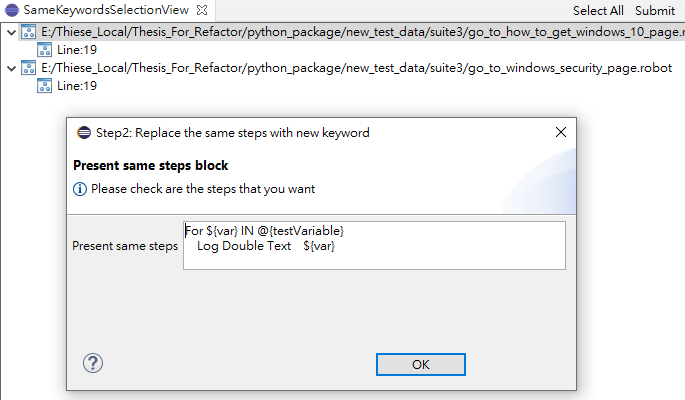 SameKeywordsSelectionView
Select All Submit
E:/Thiese_Local/Thesis_For_Refactor/python_package/new_test_data/suite3/go_to_how_to_get_windows_10_page.r
Line:19
E:/Thiese_Local/Thesis_For_Refactor/python_package/new_test_data/suite3/go_to_windows_security_page.robot
Line:19
Step2: Replace the same steps with new keyword
Present same steps block
Please check are the steps that you want
Present same steps
For ${var} IN @{testVariable}
Log Double Text ${var}
?
OK